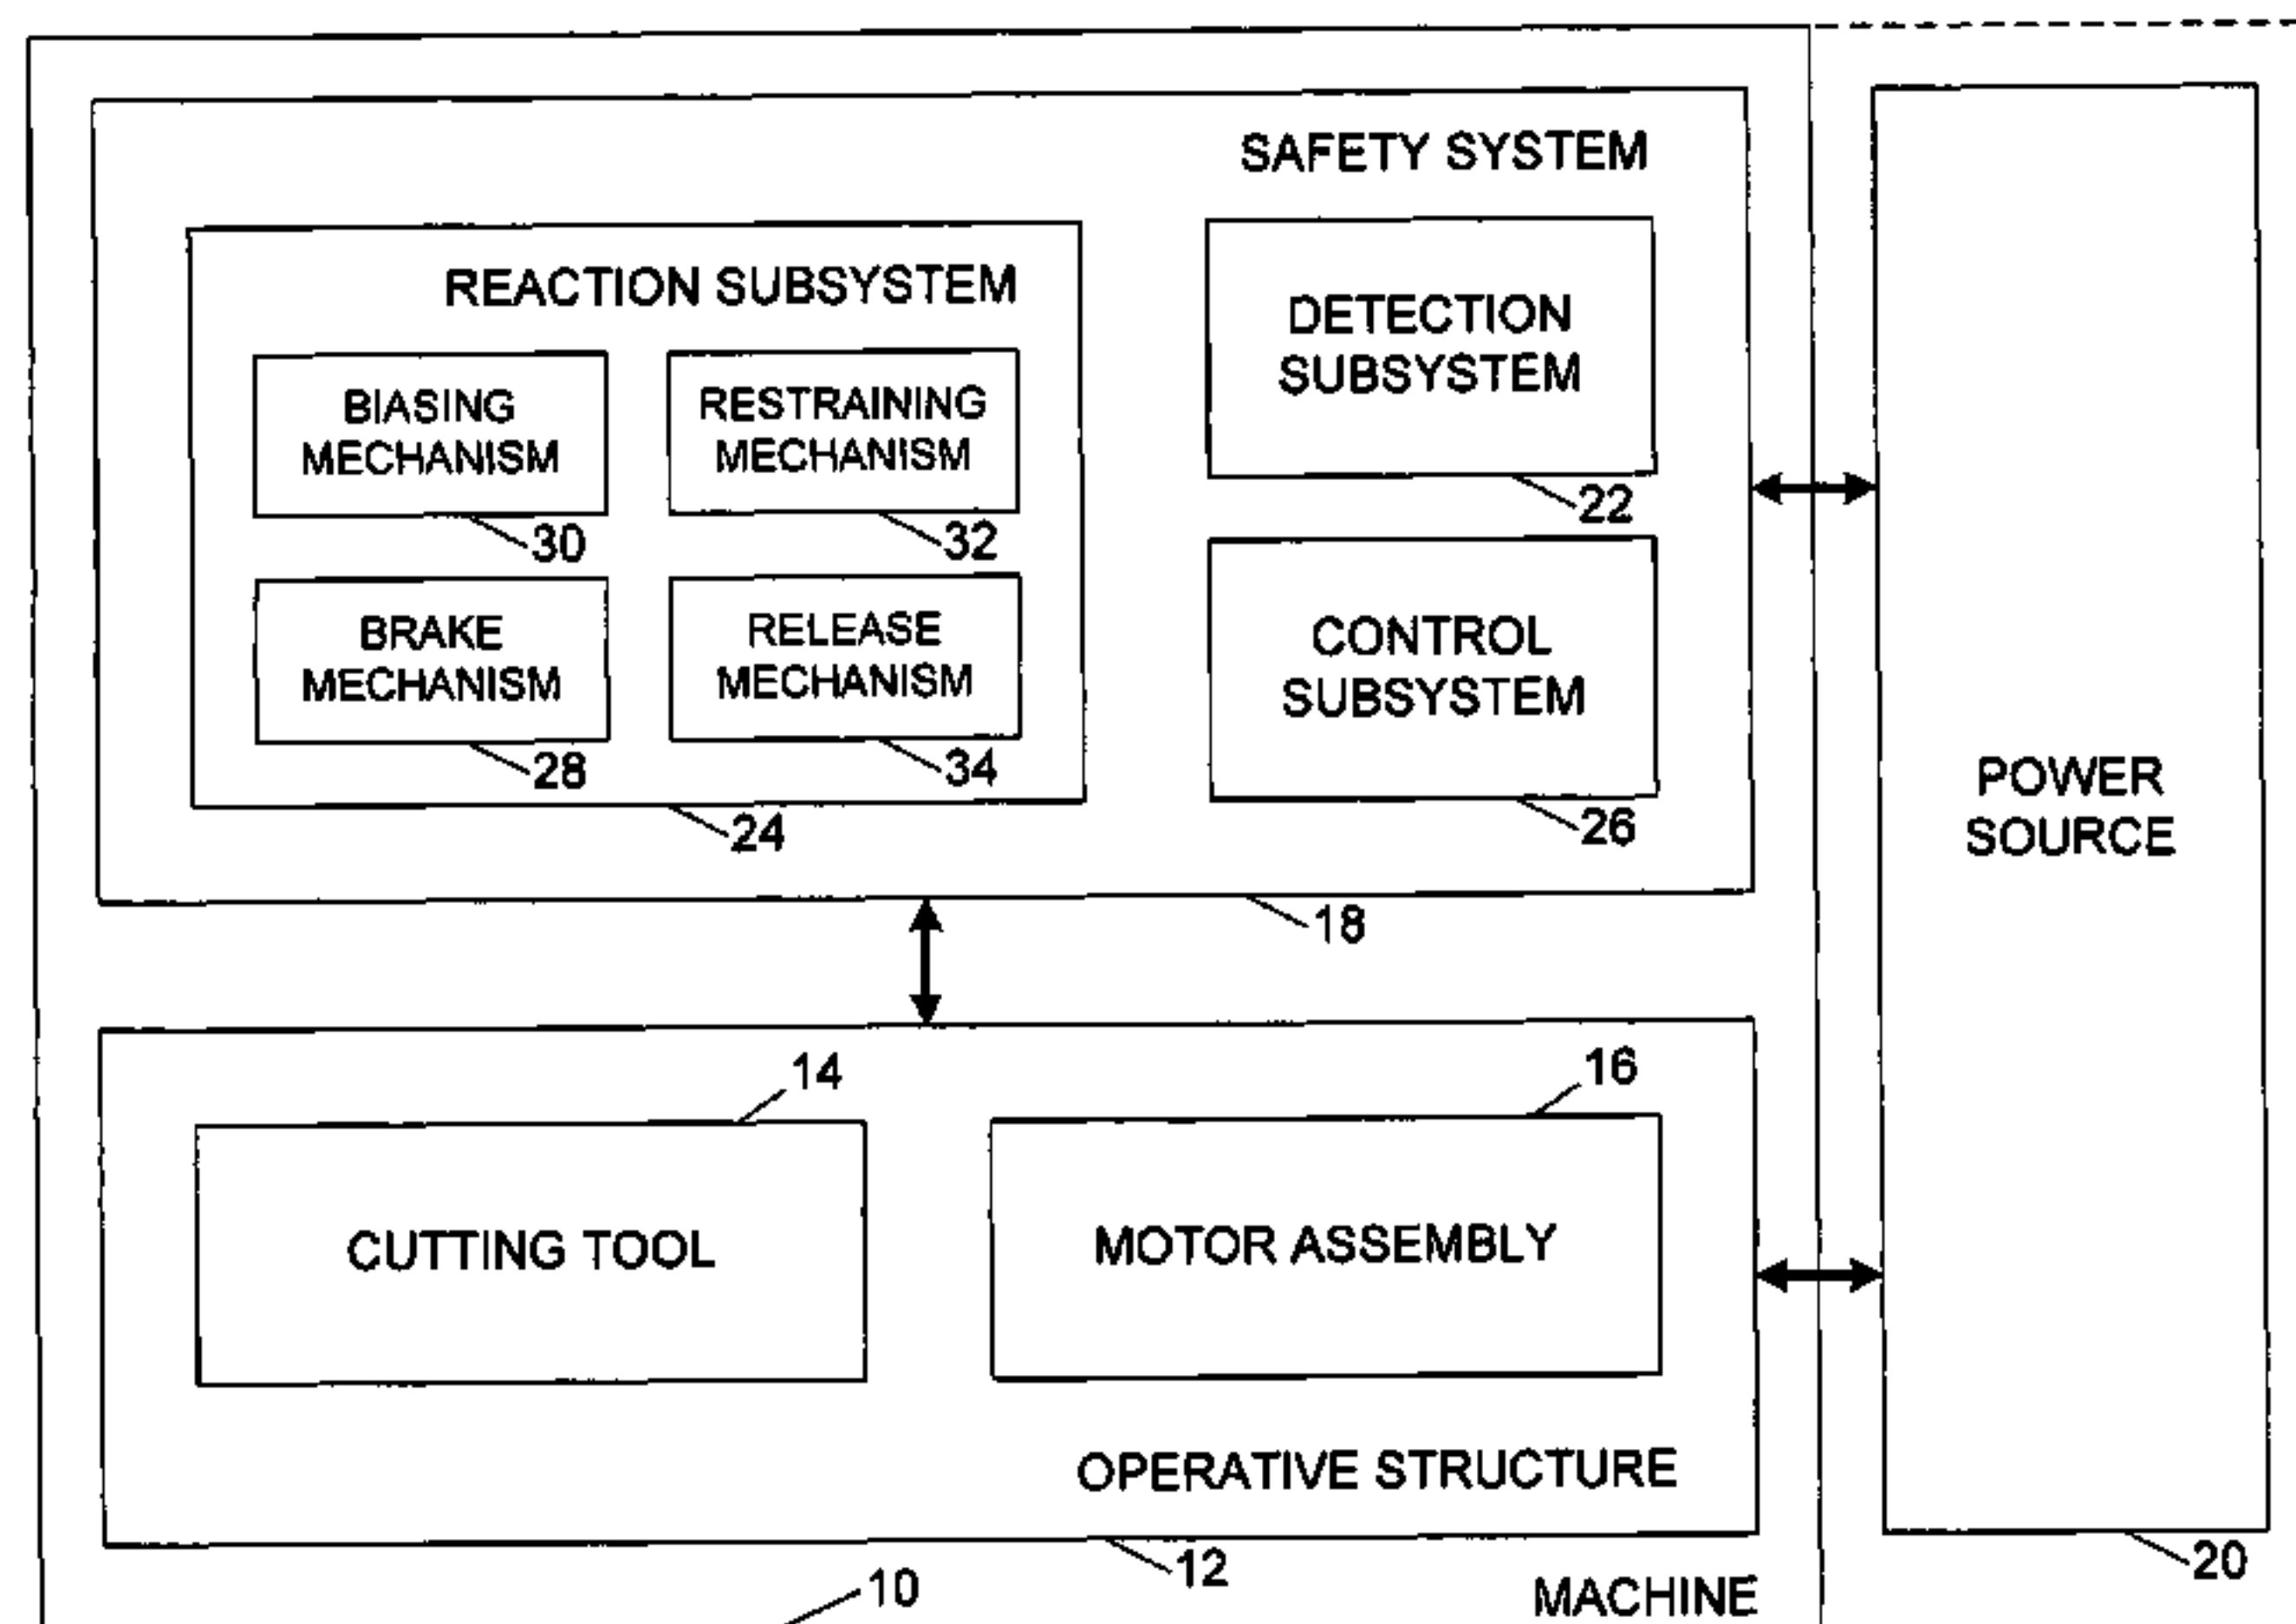 SAFETY SYSTEM
REACTION SUBSYSTEM
BIASING
MECHANISM
30
RESTRAINING
MECHANISM
32
BRAKE
MECHANISM
28
RELEASE
MECHANISM
34
24
DETECTION
SUBSYSTEM
22
CONTROL
SUBSYSTEM
26
18
POWER
SOURCE
20
14
CUTTING TOOL
16
MOTOR ASSEMBLY
OPERATIVE STRUCTURE
12
10
MACHINE